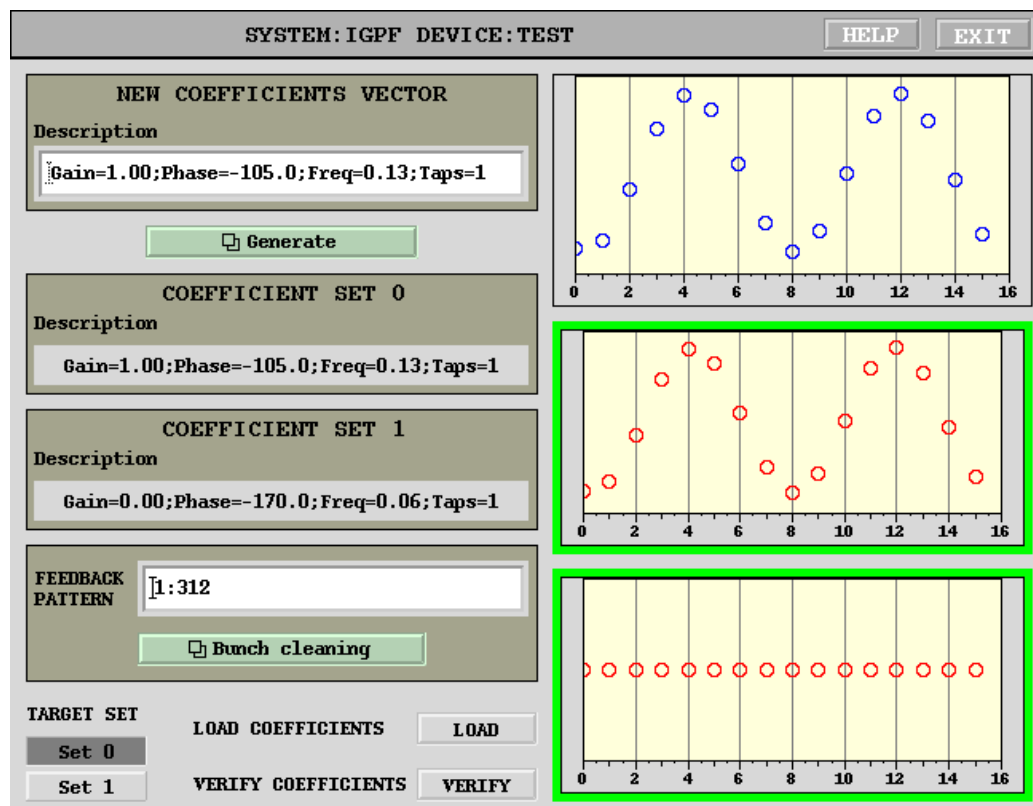 SYSTEM:IGPF DEVICE:TEST
HELP
EXIT
NEW COEFFICIENTS VECTOR
Description
Gain=1.00;Phase=-105.0;Freq=0.13;Taps=1
Generate
COEFFICIENT SET 0
Description
Gain=1.00;Phase=-105.0;Freq=0.13;Taps=1
COEFFICIENT SET 1
Description
Gain=0.00;Phase=-170.0;Freq=0.06;Taps=1
FEEDBACK
PATTERN
1:312
Bunch cleaning
TARGET SET
Set 0
Set 1
LOAD COEFFICIENTS
LOAD
VERIFY COEFFICIENTS
VERIFY
0 2 4 6 8 10 12 14 16
0 2 4 6 8 10 12 14 16
0 2 4 6 8 10 12 14 16